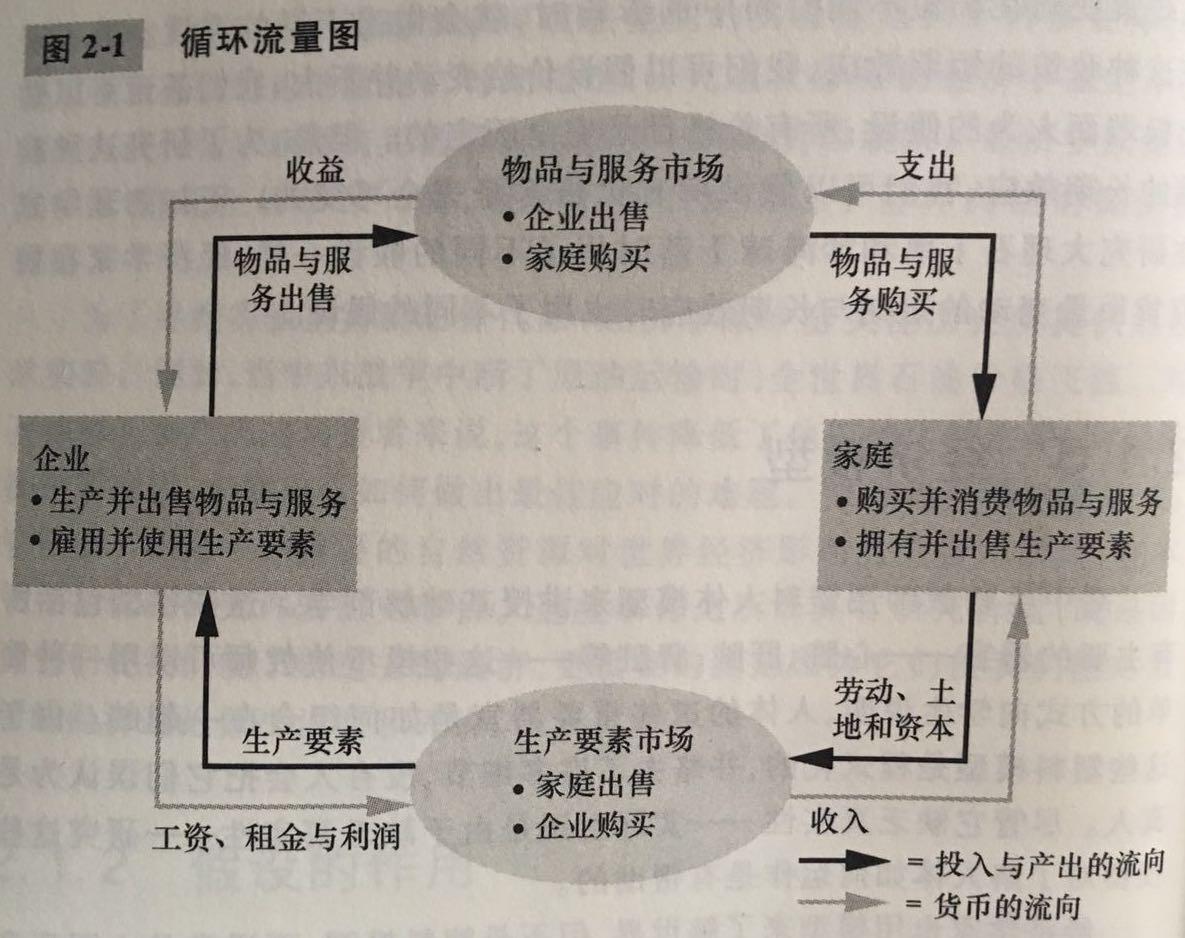 图 2-1 循环流量图
收益
物品与服务市场
• 企业出售
• 家庭购买
支出
物品与服
务出售
物品与服
务购买
企业
• 生产并出售物品与服务
• 雇用并使用生产要素
家庭
• 购买并消费物品与服务
• 拥有并出售生产要素
劳动、土
地和资本
生产要素
生产要素市场
• 家庭出售
• 企业购买
工资、租金与利润
收入
= 投入与产出的流向
= 货币的流向